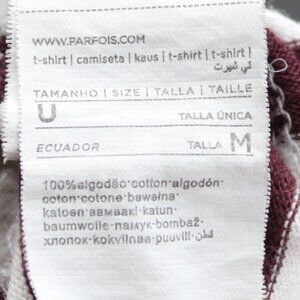 WWW.PARFOIS.COM
t-shirt | camiseta | kaus | t-shirt | t-shirt |
تي شيرت
TAMANHO | SIZE | TALLA | TAILLE
U TALLA ÚNICA
ECUADOR TALLA M
100%algodão·cotton·algodón·
coton·cotone·bawełna·
katoen·βαμβάκι·katun·
baumwolle·памук·bombaž·
хлопок·kokvilna·puuvill·قطن·